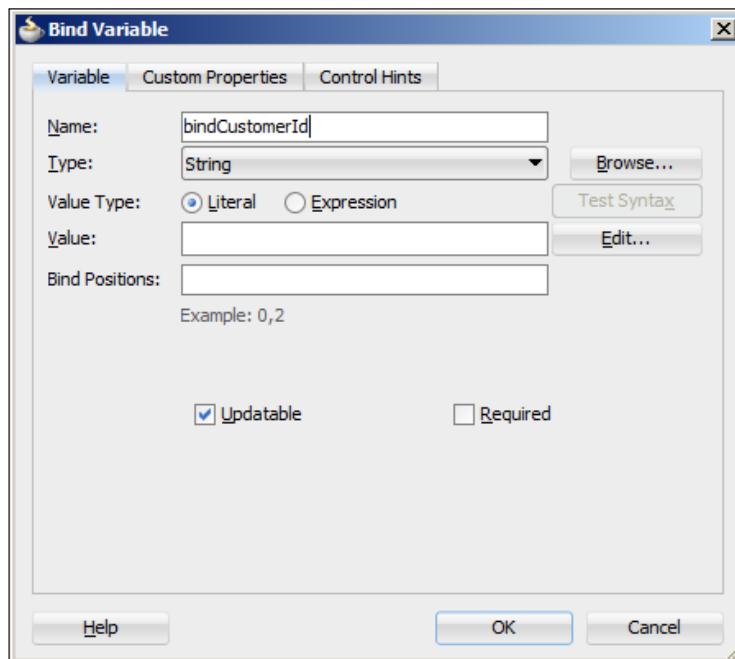 Bind Variable
Variable Custom Properties Control Hints
Name: bindCustomerId
Type: String Browse...
Value Type: Literal Expression Test Syntax
Value: Edit...
Bind Positions:
Example: 0,2
Updatable Required
Help OK Cancel